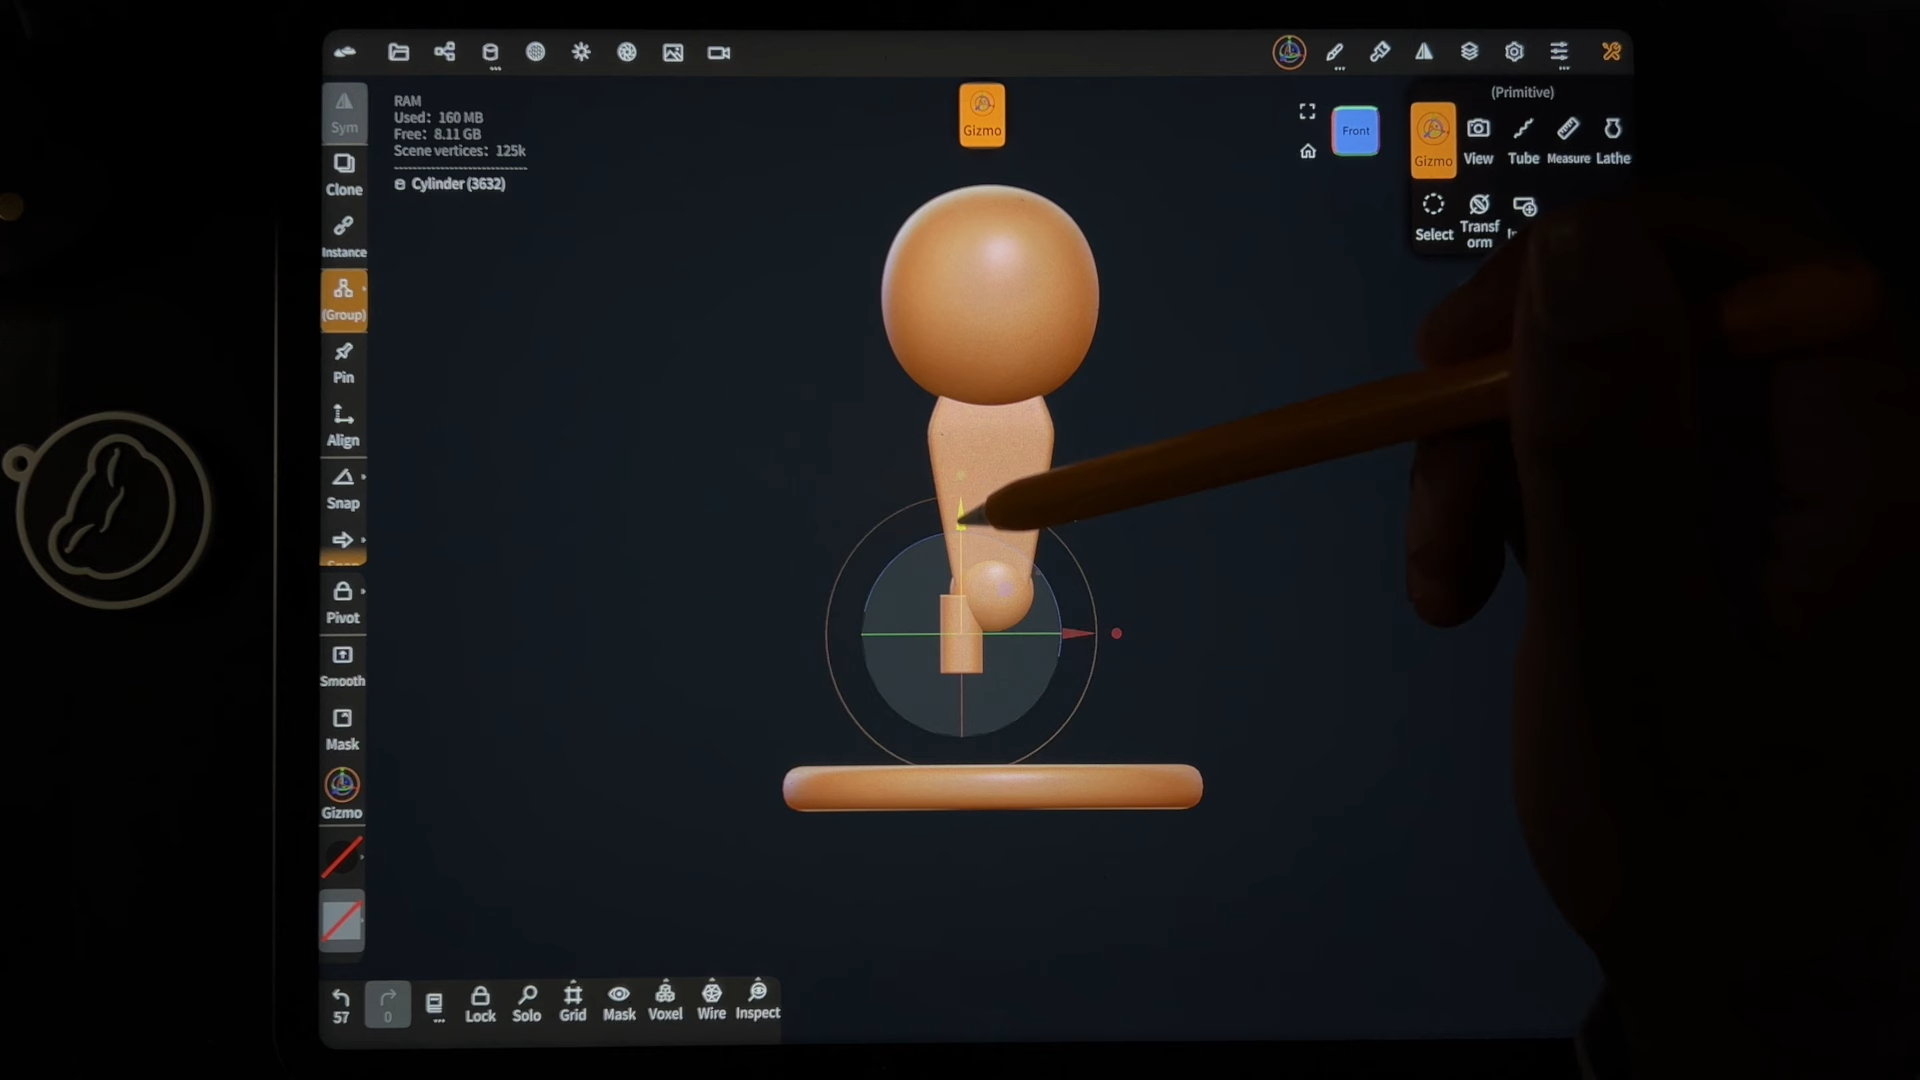 (Primitive)
Sym
RAM
Used: 160 MB
Free: 8.11 GB
Scene vertices: 125k
Cylinder (3632)
Gizmo
Front
Gizmo
View
Tube
Measure
Lathe
Select
Transf
orm
Clone
Instance
(Group)
Pin
Align
Snap
Pivot
Smooth
Mask
Gizmo
57
0
Lock
Solo
Grid
Mask
Voxel
Wire
Inspect